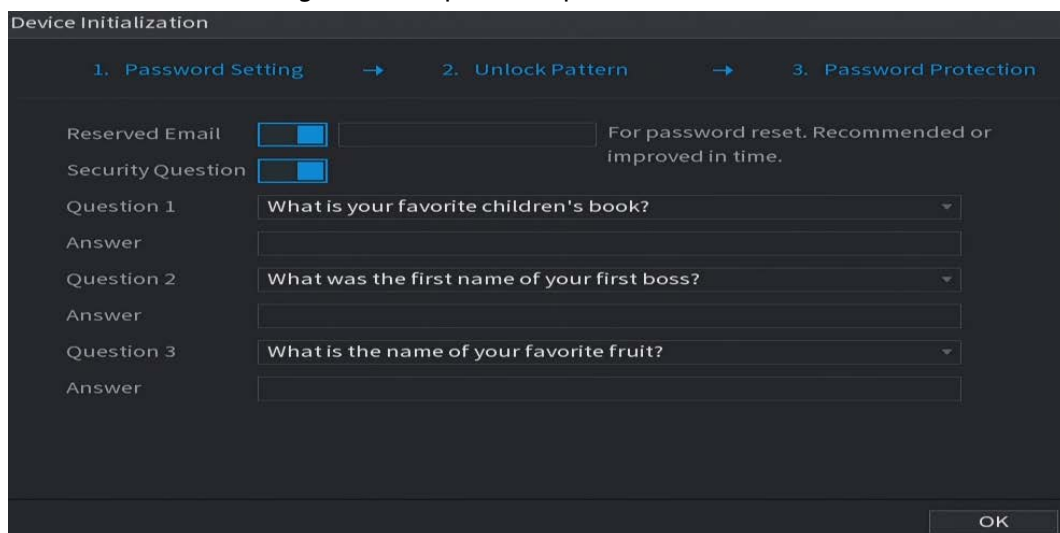 Device Initialization
1. Password Setting → 2. Unlock Pattern → 3. Password Protection
Reserved Email For password reset. Recommended or
improved in time.
Security Question
Question 1 What is your favorite children's book?
Answer
Question 2 What was the first name of your first boss?
Answer
Question 3 What is the name of your favorite fruit?
Answer
OK